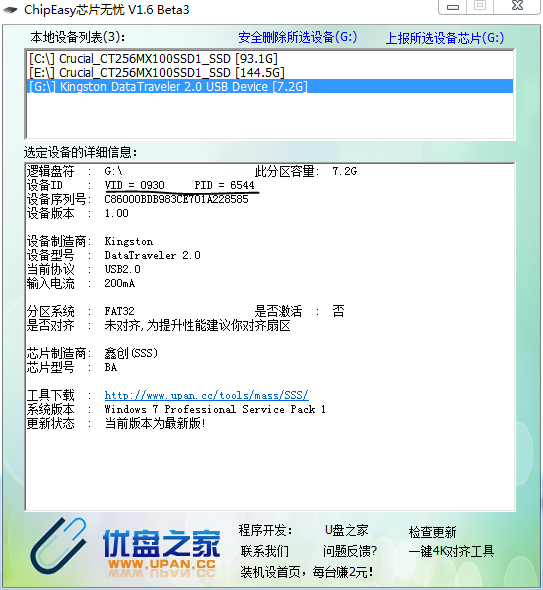 ChipEasy芯片无忧 V1.6 Beta3
本地设备列表(3)： 安全删除所选设备(G:) 上报所选设备芯片(G:)
[C:\] Crucial_CT256MX100SSD1_SSD [93.1G]
[E:\] Crucial_CT256MX100SSD1_SSD [144.5G]
[G:\] Kingston DataTraveler 2.0 USB Device [7.2G]
选定设备的详细信息：
逻辑盘符 : G:\ 此分区容量: 7.2G
设备ID : VID = 0930 PID = 6544
设备序列号: C86000BDB983CE701A228585
设备版本 : 1.00
设备制造商: Kingston
设备型号 : DataTraveler 2.0
当前协议 : USB2.0
输入电流 : 200mA
分区系统 : FAT32 是否激活 : 否
是否对齐 : 未对齐,为提升性能建议你对齐扇区
芯片制造商: 鑫创(SSS)
芯片型号 : BA
工具下载 : http://www.upan.cc/tools/mass/SSS/
系统版本 : Windows 7 Professional Service Pack 1
更新状态 : 当前版本为最新版!
优盘之家
WWW.UPAN.CC
程序开发： U盘之家 检查更新
联系我们 问题反馈? 一键4K对齐工具
装机设首页，每台赚2元!